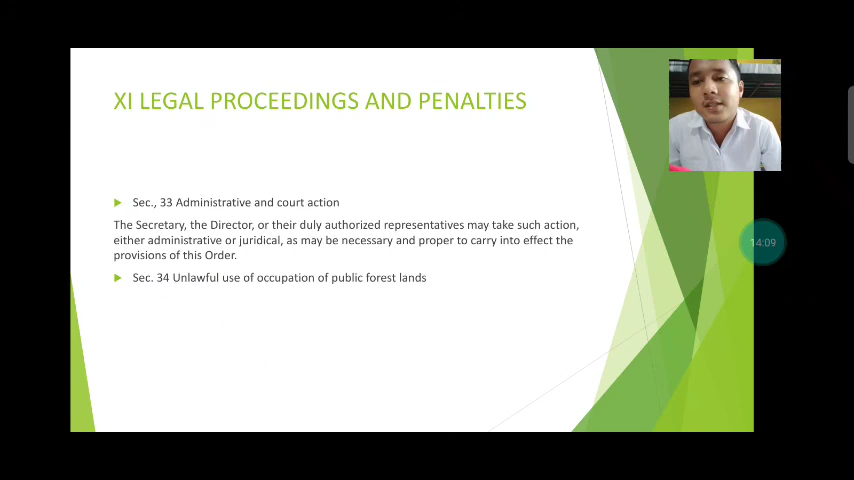 XI LEGAL PROCEEDINGS AND PENALTIES
Sec., 33 Administrative and court action
The Secretary, the Director, or their duly authorized representatives may take such action,
either administrative or juridical, as may be necessary and proper to carry into effect the
provisions of this Order.
Sec. 34 Unlawful use of occupation of public forest lands
14:09